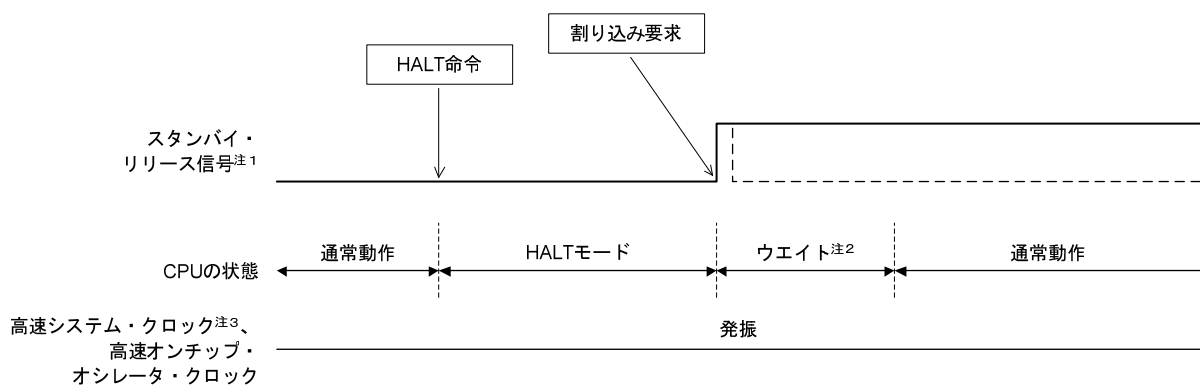 割り込み要求
HALT命令
スタンバイ・
リリース信号注1
CPUの状態
通常動作
HALTモード
ウエイト注2
通常動作
高速システム・クロック注3、
高速オンチップ・
オシレータ・クロック
発振